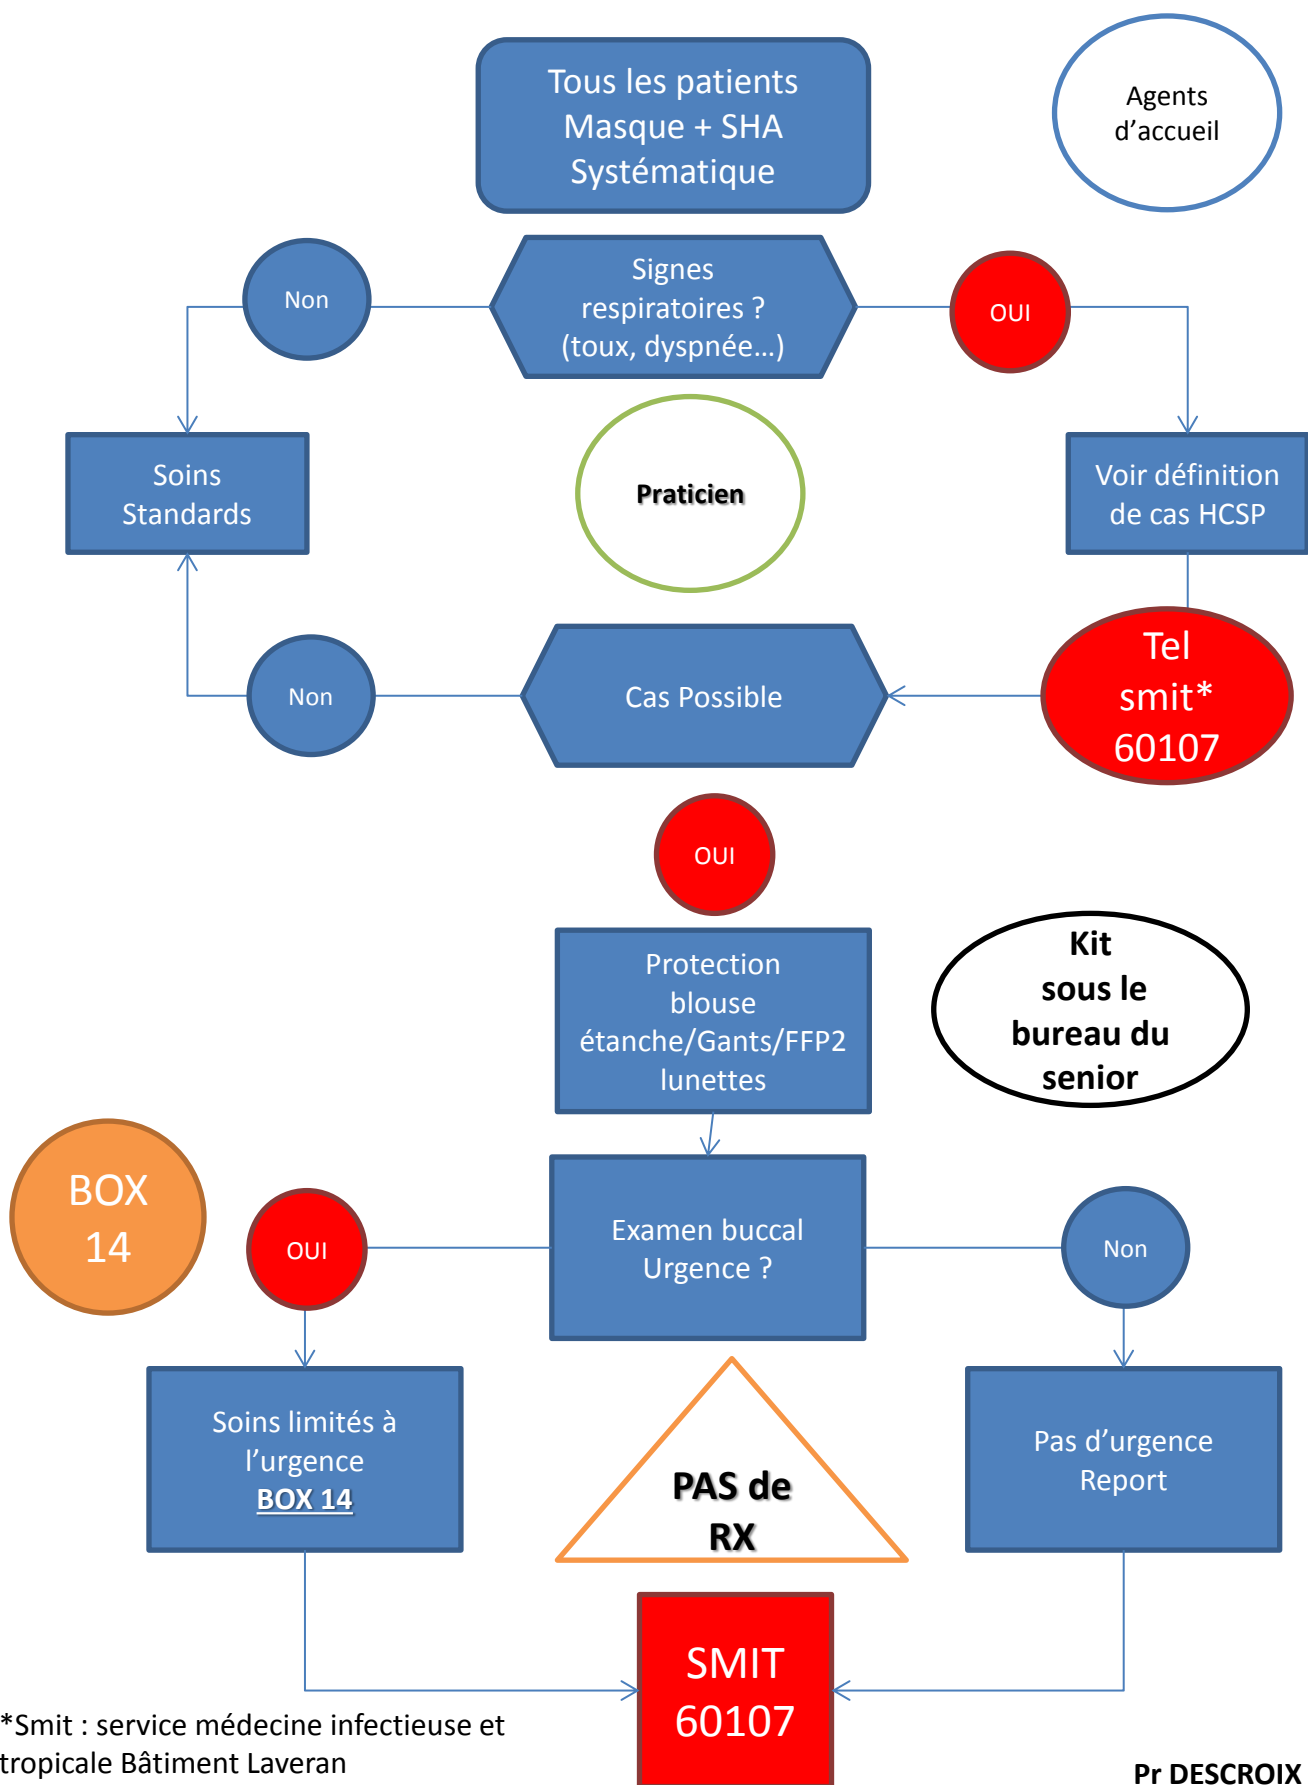 Tous les patients
Masque + SHA
Systématique
Agents
d’accueil
Non
Signes
respiratoires ?
(toux, dyspnée…)
OUI
Soins
Standards
Praticien
Voir définition
de cas HCSP
Non
Cas Possible
Tel
smit*
60107
OUI
Protection
blouse
étanche/Gants/FFP2
lunettes
Kit
sous le
bureau du
senior
BOX
14
OUI
Examen buccal
Urgence ?
Non
Soins limités à
l’urgence
BOX 14
PAS de
RX
Pas d’urgence
Report
SMIT
60107
*Smit : service médecine infectieuse et
tropicale Bâtiment Laveran
Pr DESCROIX